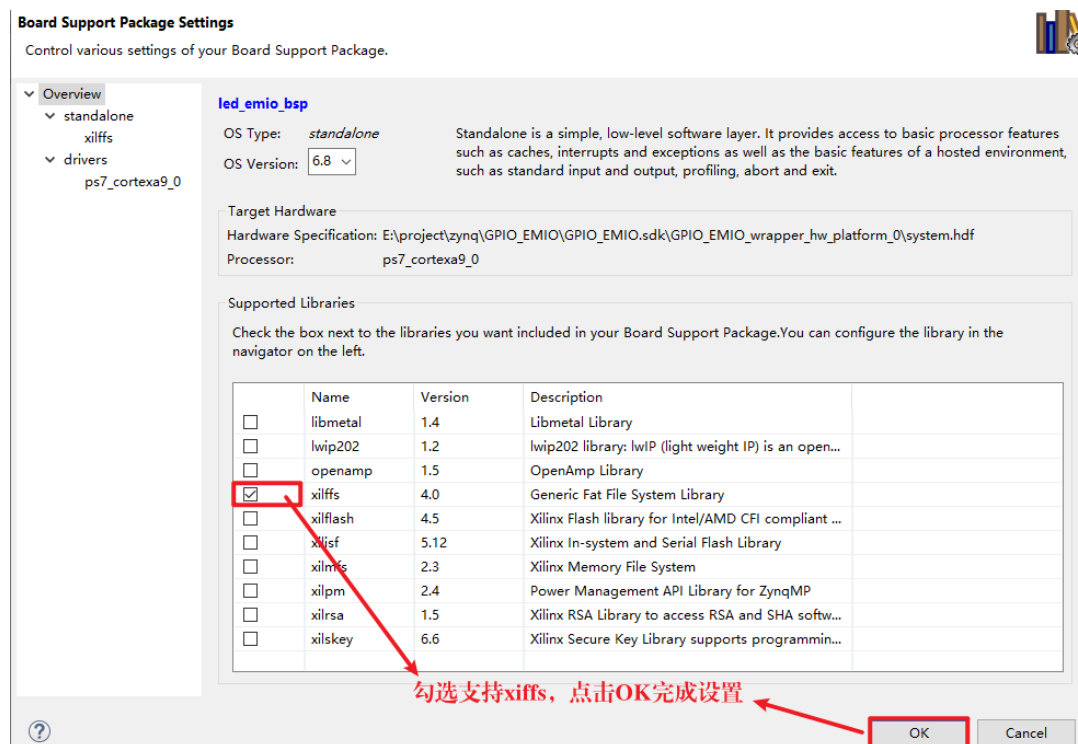 Board Support Package Settings
Control various settings of your Board Support Package.
Overview
standalone
xilffs
drivers
ps7_cortexa9_0
led_emio_bsp
OS Type: standalone
OS Version: 6.8
Standalone is a simple, low-level software layer. It provides access to basic processor features
such as caches, interrupts and exceptions as well as the basic features of a hosted environment,
such as standard input and output, profiling, abort and exit.
Target Hardware
Hardware Specification: E:\project\zynq\GPIO_EMIO\GPIO_EMIO.sdk\GPIO_EMIO_wrapper_hw_platform_0\system.hdf
Processor: ps7_cortexa9_0
Supported Libraries
Check the box next to the libraries you want included in your Board Support Package.You can configure the library in the
navigator on the left.
Name Version Description
libmetal 1.4 Libmetal Library
lwip202 1.2 lwip202 library: lwIP (light weight IP) is an open...
openamp 1.5 OpenAmp Library
xilffs 4.0 Generic Fat File System Library
xilflash 4.5 Xilinx Flash library for Intel/AMD CFI compliant ...
xilisf 5.12 Xilinx In-system and Serial Flash Library
xilmfs 2.3 Xilinx Memory File System
xilpm 2.4 Power Management API Library for ZynqMP
xilrsa 1.5 Xilinx RSA Library to access RSA and SHA softw...
xilskey 6.6 Xilinx Secure Key Library supports programmin...
勾选支持xiffs，点击OK完成设置
OK Cancel